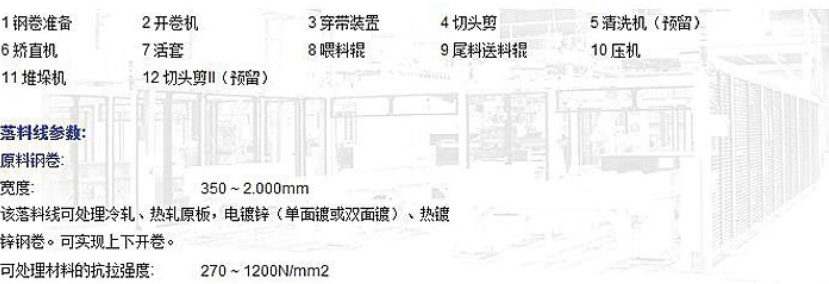 1 钢卷准备 2 开卷机 3 穿带装置 4 切头剪 5 清洗机（预留）
6 矫直机 7 活套 8 喂料辊 9 尾料送料辊 10 压机
11 堆垛机 12 切头剪II（预留）
落料线参数:
原料钢卷:
宽度: 350 ~ 2.000mm
该落料线可处理冷轧、热轧原板，电镀锌（单面镀或双面镀）、热镀
锌钢卷。可实现上下开卷。
可处理材料的抗拉强度: 270 ~ 1200N/mm2